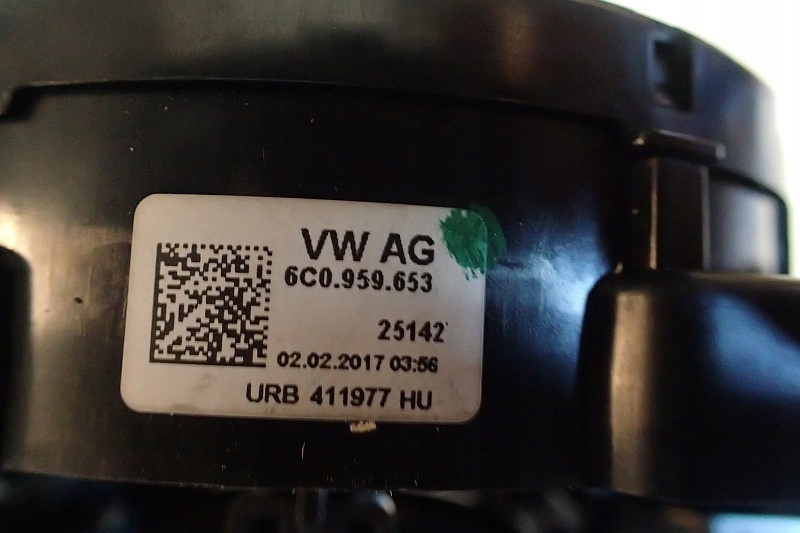 VW AG
6C0.959.653
25142
02.02.2017 03:56
URB 411977 HU